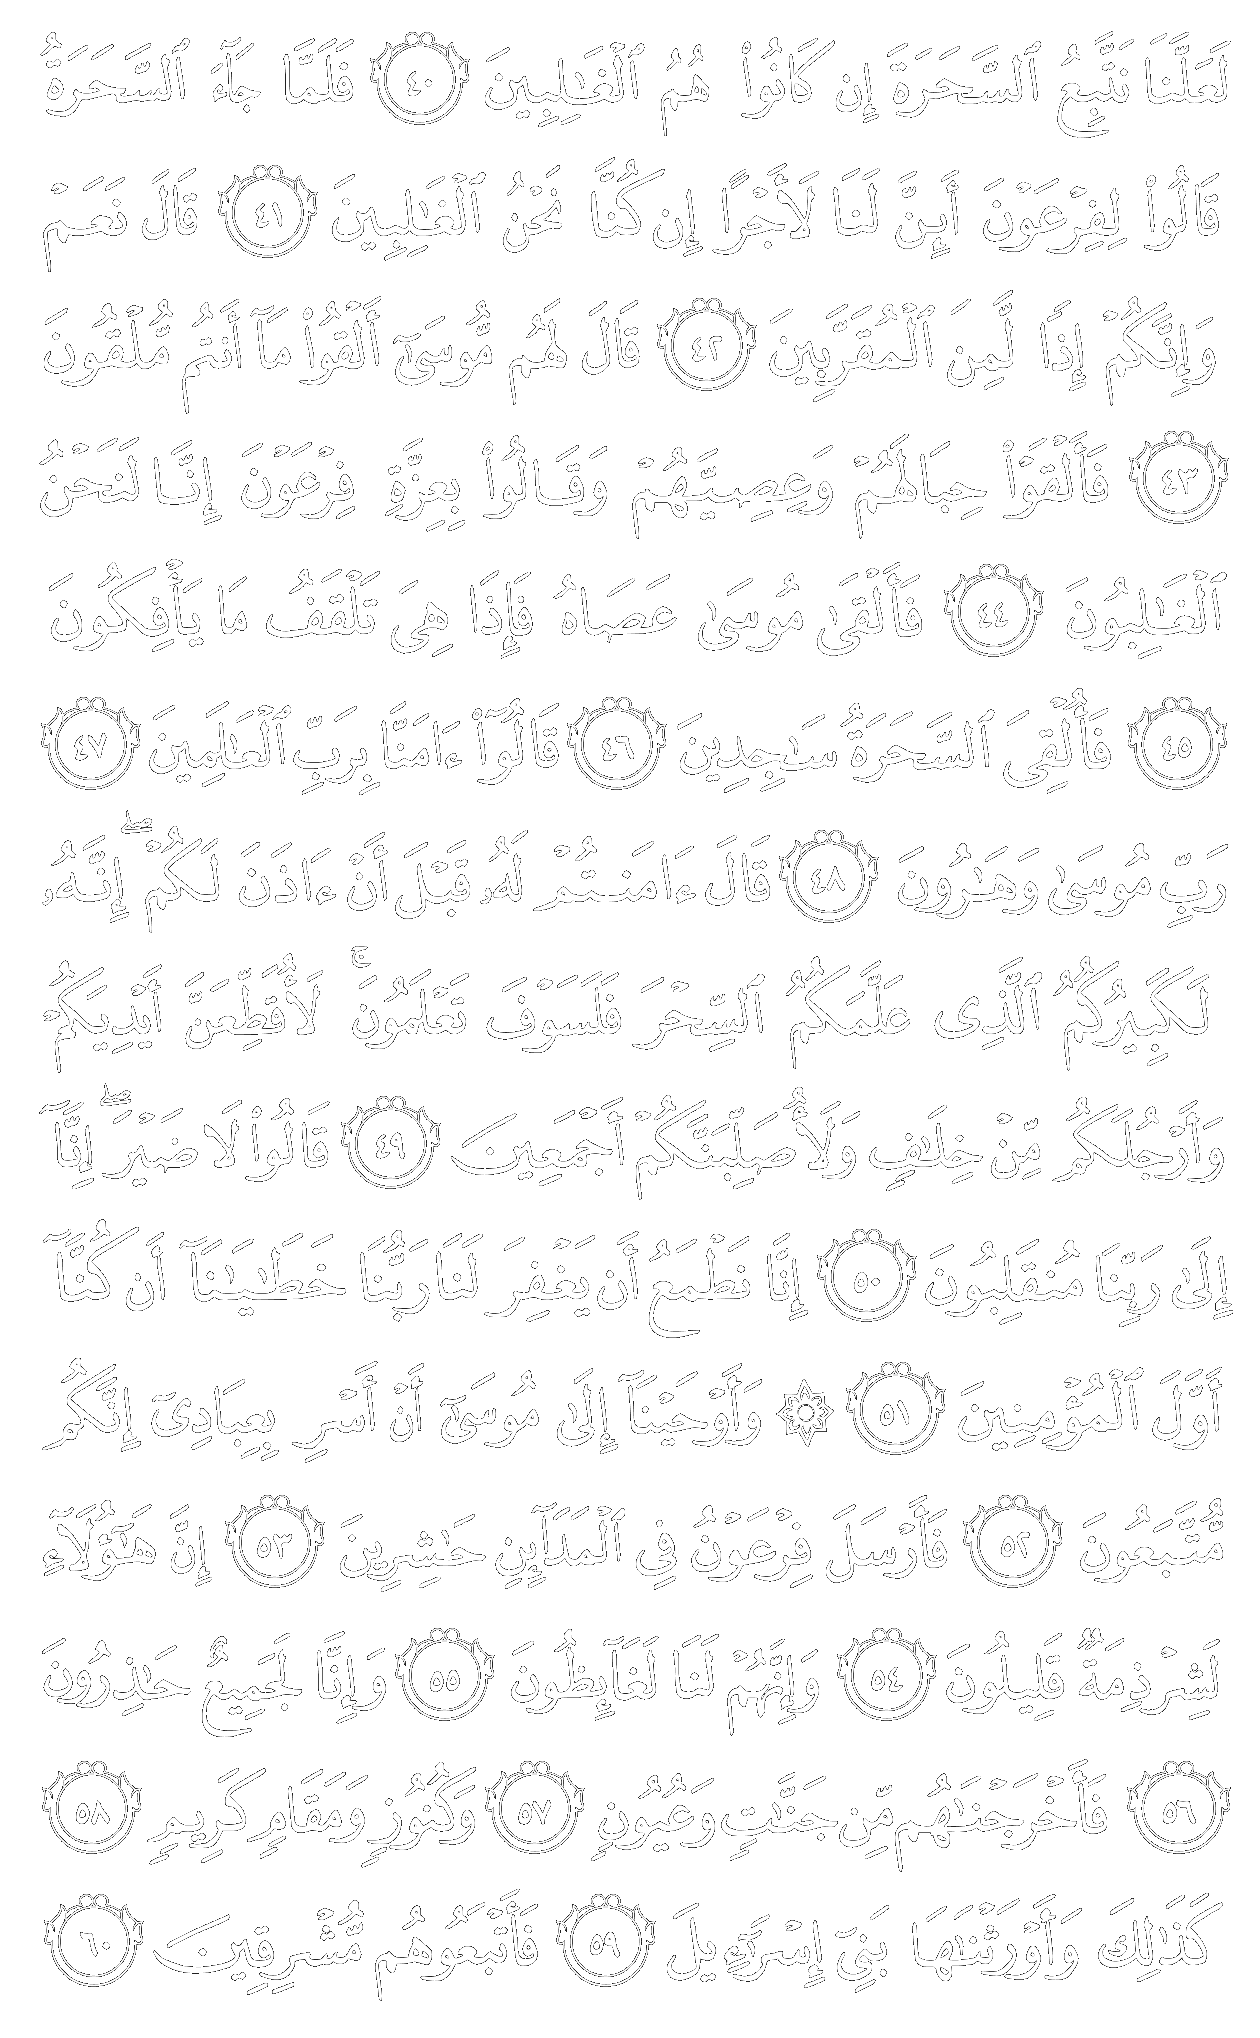 لَعَلَّنَا نَتَّبِعُ ٱلسَّحَرَةَ إِن كَانُوا۟ هُمُ ٱلْغَـٰلِبِينَ ٤٠ فَلَمَّا جَآءَ ٱلسَّحَرَةُ
قَالُوا۟ لِفِرْعَوْنَ أَئِنَّ لَنَا لَأَجْرًا إِن كُنَّا نَحْنُ ٱلْغَـٰلِبِينَ ٤١ قَالَ نَعَمْ
وَإِنَّكُمْ إِذًا لَّمِنَ ٱلْمُقَرَّبِينَ ٤٢ قَالَ لَهُم مُّوسَىٰٓ أَلْقُوا۟ مَآ أَنتُم مُّلْقُونَ
٤٣ فَأَلْقَوْا۟ حِبَالَهُمْ وَعِصِيَّهُمْ وَقَالُوا۟ بِعِزَّةِ فِرْعَوْنَ إِنَّا لَنَحْنُ
ٱلْغَـٰلِبُونَ ٤٤ فَأَلْقَىٰ مُوسَىٰ عَصَاهُ فَإِذَا هِىَ تَلْقَفُ مَا يَأْفِكُونَ
٤٥ فَأُلْقِىَ ٱلسَّحَرَةُ سَـٰجِدِينَ ٤٦ قَالُوٓا۟ ءَامَنَّا بِرَبِّ ٱلْعَـٰلَمِينَ ٤٧
رَبِّ مُوسَىٰ وَهَـٰرُونَ ٤٨ قَالَ ءَامَنتُمْ لَهُۥ قَبْلَ أَنْ ءَاذَنَ لَكُمْ ۖ إِنَّهُۥ
لَكَبِيرُكُمُ ٱلَّذِى عَلَّمَكُمُ ٱلسِّحْرَ فَلَسَوْفَ تَعْلَمُونَ ۚ لَأُقَطِّعَنَّ أَيْدِيَكُمْ
وَأَرْجُلَكُم مِّنْ خِلَـٰفٍ وَلَأُصَلِّبَنَّكُمْ أَجْمَعِينَ ٤٩ قَالُوا۟ لَا ضَيْرَ ۖ إِنَّآ
إِلَىٰ رَبِّنَا مُنقَلِبُونَ ٥٠ إِنَّا نَطْمَعُ أَن يَغْفِرَ لَنَا رَبُّنَا خَطَـٰيَـٰنَآ أَن كُنَّآ
أَوَّلَ ٱلْمُؤْمِنِينَ ٥١ ۞ وَأَوْحَيْنَآ إِلَىٰ مُوسَىٰٓ أَنْ أَسْرِ بِعِبَادِىٓ إِنَّكُم
مُّتَّبَعُونَ ٥٢ فَأَرْسَلَ فِرْعَوْنُ فِى ٱلْمَدَآئِنِ حَـٰشِرِينَ ٥٣ إِنَّ هَـٰٓؤُلَآءِ
لَشِرْذِمَةٌ قَلِيلُونَ ٥٤ وَإِنَّهُمْ لَنَا لَغَآئِظُونَ ٥٥ وَإِنَّا لَجَمِيعٌ حَـٰذِرُونَ
٥٦ فَأَخْرَجْنَـٰهُم مِّن جَنَّـٰتٍ وَعُيُونٍ ٥٧ وَكُنُوزٍ وَمَقَامٍ كَرِيمٍ ٥٨
كَذَٰلِكَ وَأَوْرَثْنَـٰهَا بَنِىٓ إِسْرَٰٓءِيلَ ٥٩ فَأَتْبَعُوهُم مُّشْرِقِينَ ٦٠